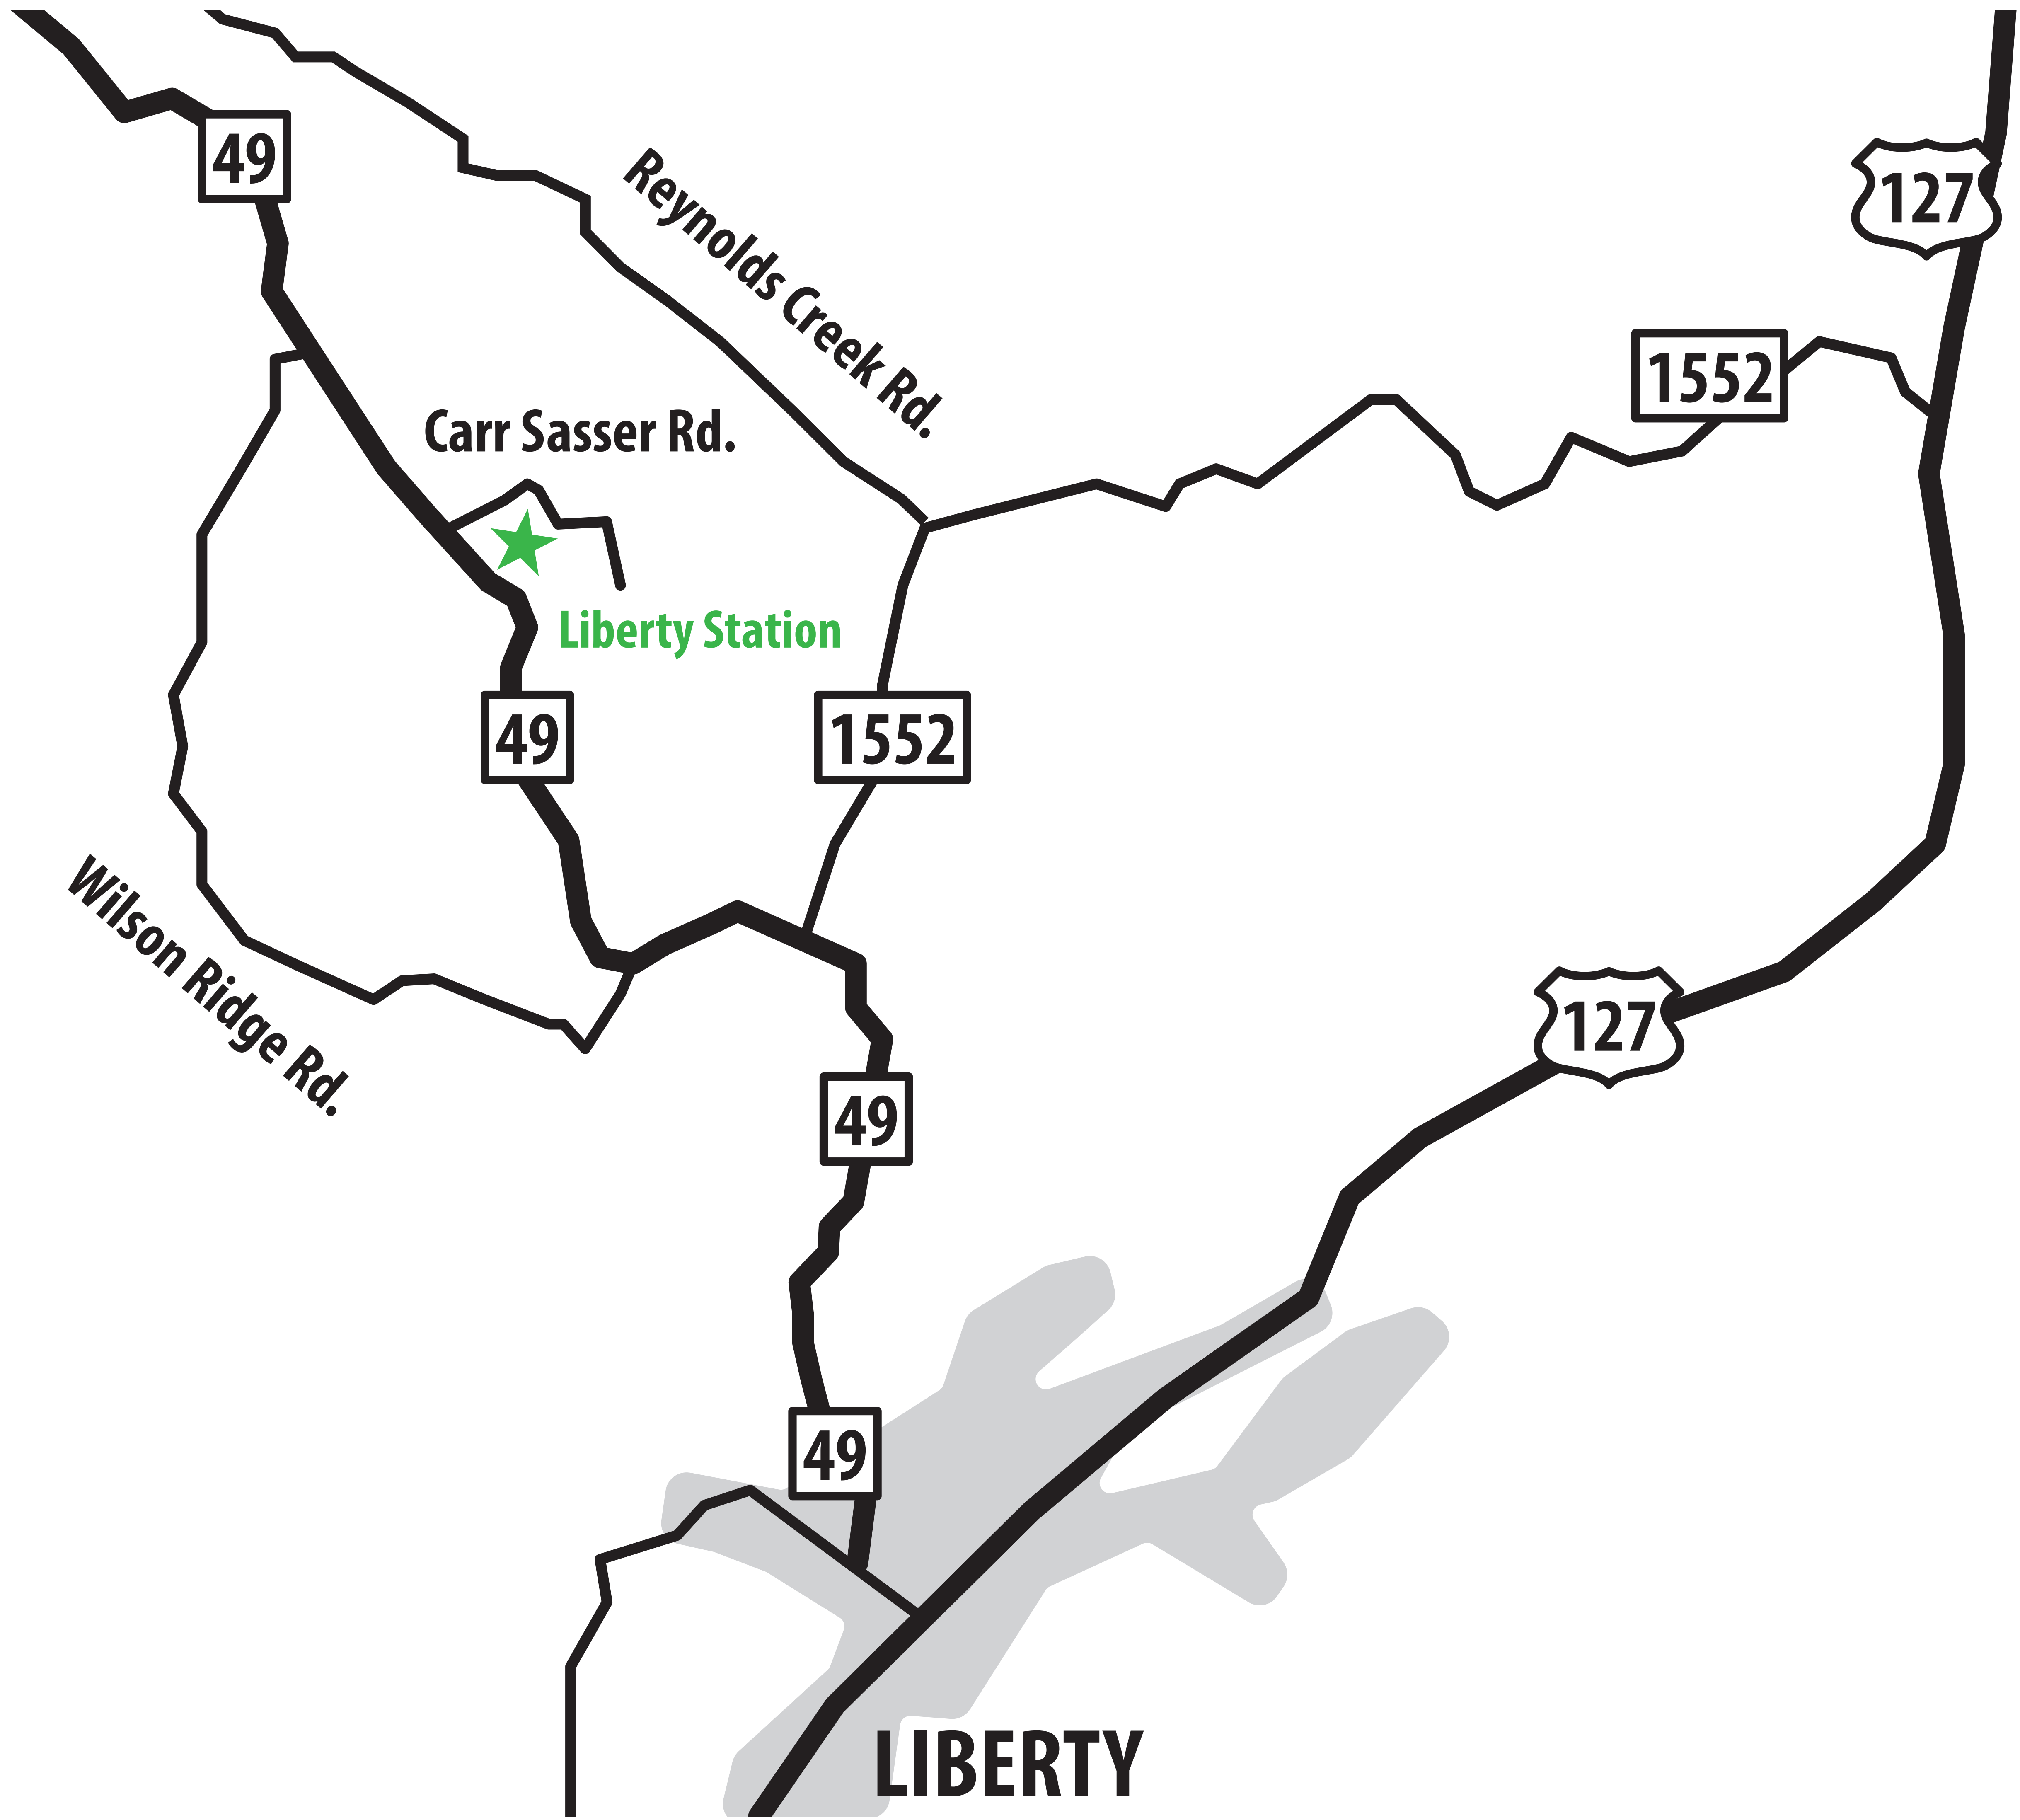 49
Reynolds Creek Rd.
127
1552
Carr Sasser Rd.
Liberty Station
49
1552
Wilson Ridge Rd.
127
49
49
LIBERTY